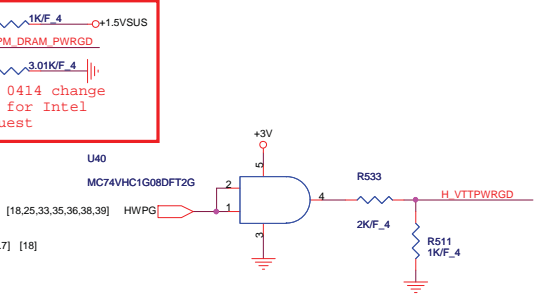 1K/F_4
+1.5VSUS
PM_DRAM_PWRGD
3.01K/F_4
0414 change
for Intel
uest
+3V
U40
MC74VHC1G08DFT2G
5
2
4
1
3
R533
2K/F_4
H_VTTPWRGD
[18,25,33,35,36,38,39] HWPG
R511
1K/F_4
.7] [18]